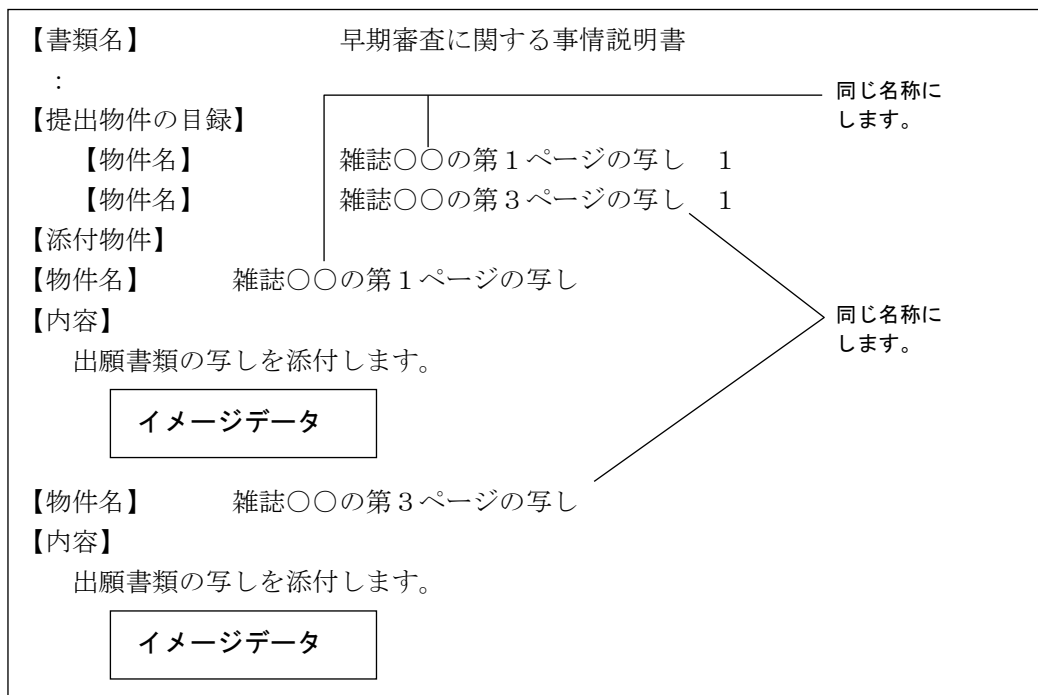 【書類名】 早期審査に関する事情説明書
：
【提出物件の目録】
同じ名称に
します。
【物件名】 雑誌○○の第１ページの写し １
【物件名】 雑誌○○の第３ページの写し １
【添付物件】
【物件名】 雑誌○○の第１ページの写し
【内容】
同じ名称に
します。
出願書類の写しを添付します。
イメージデータ
【物件名】 雑誌○○の第３ページの写し
【内容】
出願書類の写しを添付します。
イメージデータ